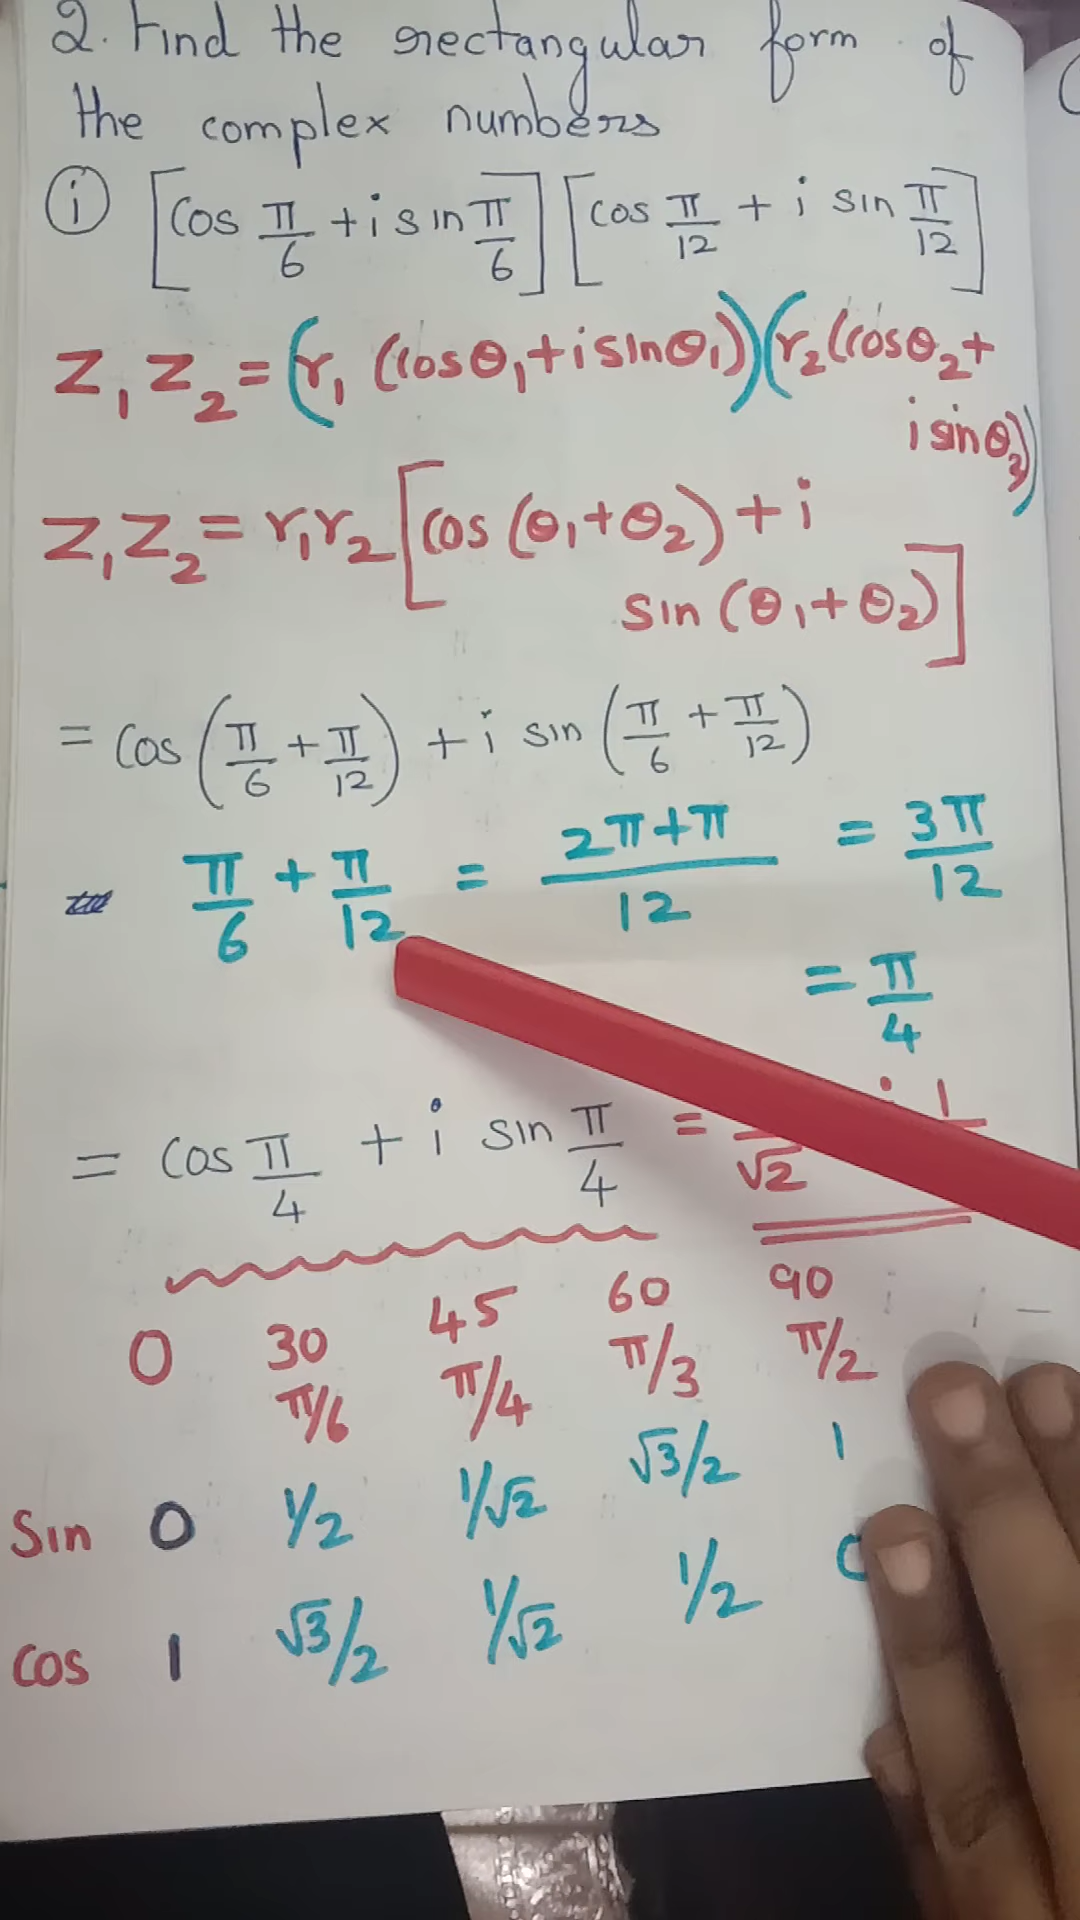 2. Find the rectangular form of
the complex numbers
(i) [cos π/6 + i sin π/6] [cos π/12 + i sin π/12]
Z₁Z₂ = (r₁ (cosθ₁ + i sinθ₁)) (r₂ (cosθ₂ +
i sinθ₂))
Z₁Z₂ = r₁r₂ [cos (θ₁+θ₂) + i
sin (θ₁+θ₂)]
= cos (π/6 + π/12) + i sin (π/6 + π/12)
π/6 + π/12 = 2π+π/12 = 3π/12
= π/4
= cos π/4 + i sin π/4 = √2 i 1
0 30 45 60 90
π/6 π/4 π/3 π/2
sin 0 1/2 1/√2 √3/2 1
cos 1 √3/2 1/√2 1/2